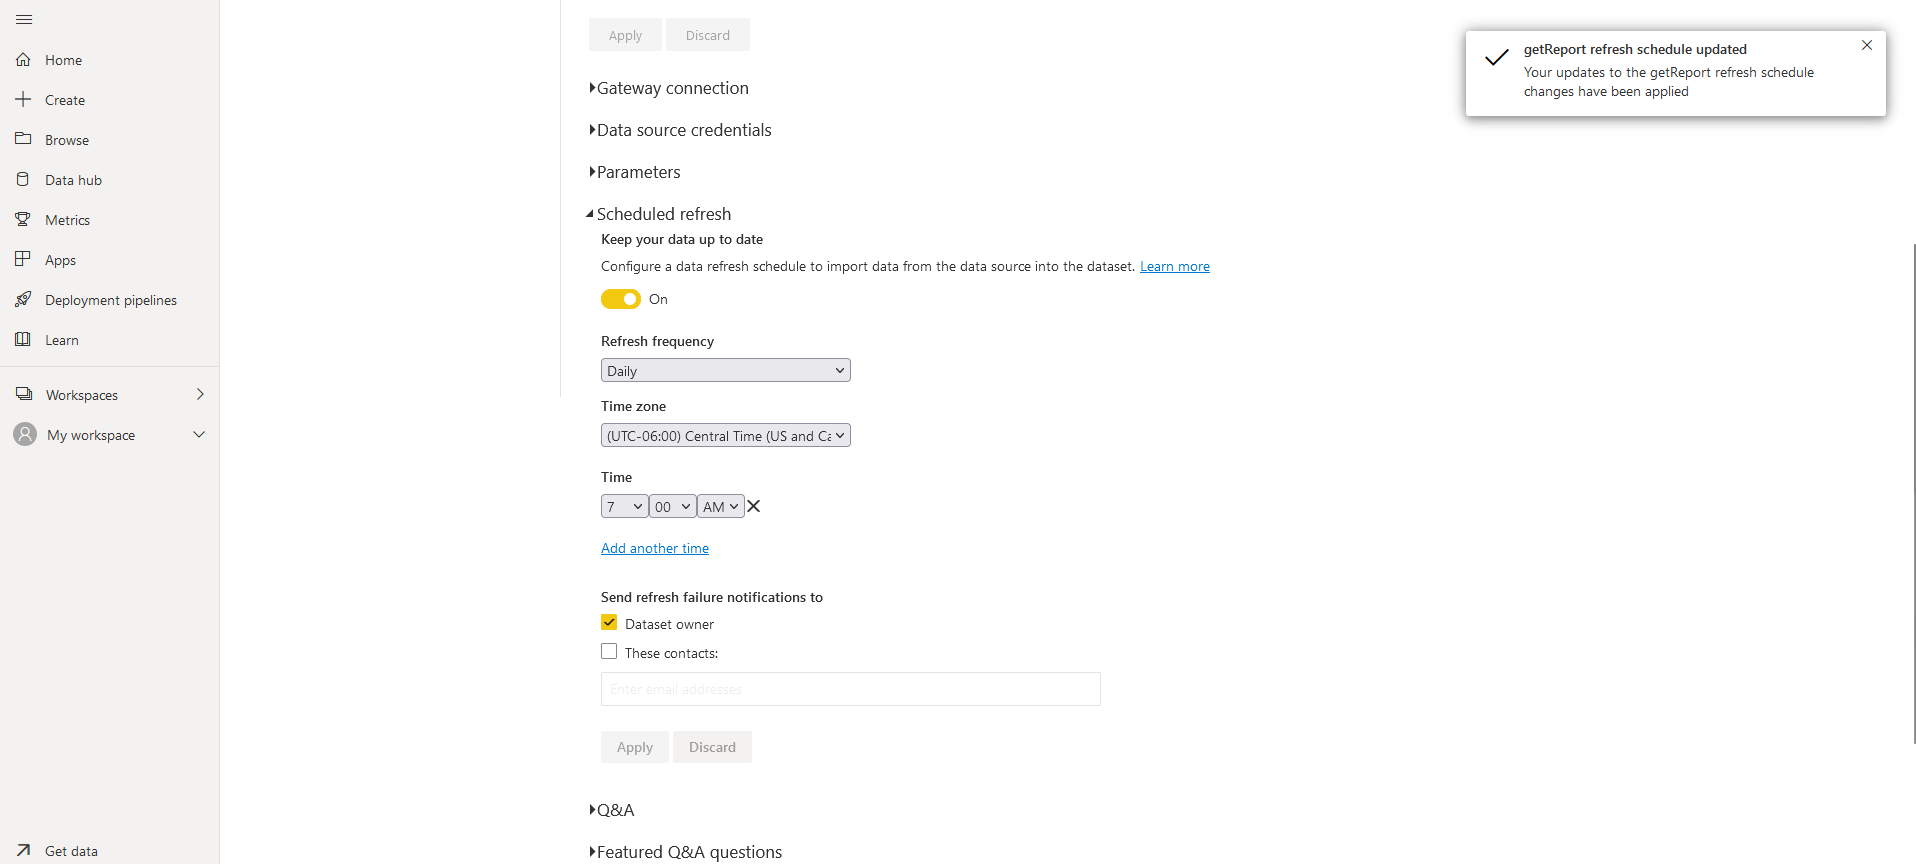 Home
Create
Browse
Data hub
Metrics
Apps
Deployment pipelines
Learn
Workspaces
My workspace
Get data
Apply Discard
Gateway connection
Data source credentials
Parameters
Scheduled refresh
Keep your data up to date
Configure a data refresh schedule to import data from the data source into the dataset. Learn more
On
Refresh frequency
Daily
Time zone
(UTC-06:00) Central Time (US and Ca
Time
7 00 AM
Add another time
Send refresh failure notifications to
Dataset owner
These contacts:
Enter email addresses
Apply Discard
Q&A
Featured Q&A questions
getReport refresh schedule updated
Your updates to the getReport refresh schedule
changes have been applied